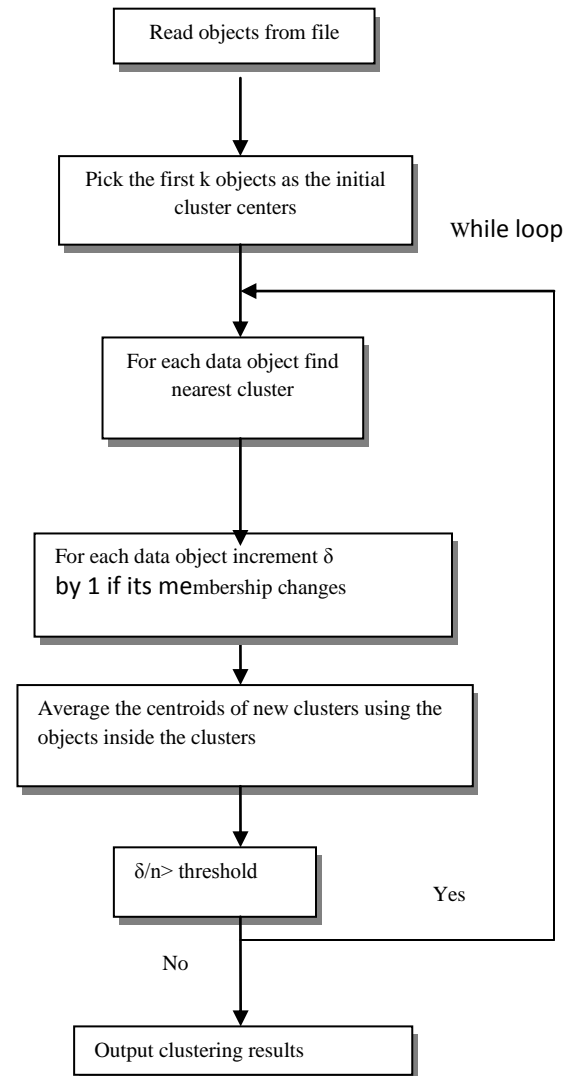 Read objects from file
Pick the first k objects as the initial
cluster centers
While loop
For each data object find
nearest cluster
For each data object increment δ
by 1 if its membership changes
Average the centroids of new clusters using the
objects inside the clusters
δ/n> threshold
Yes
No
Output clustering results